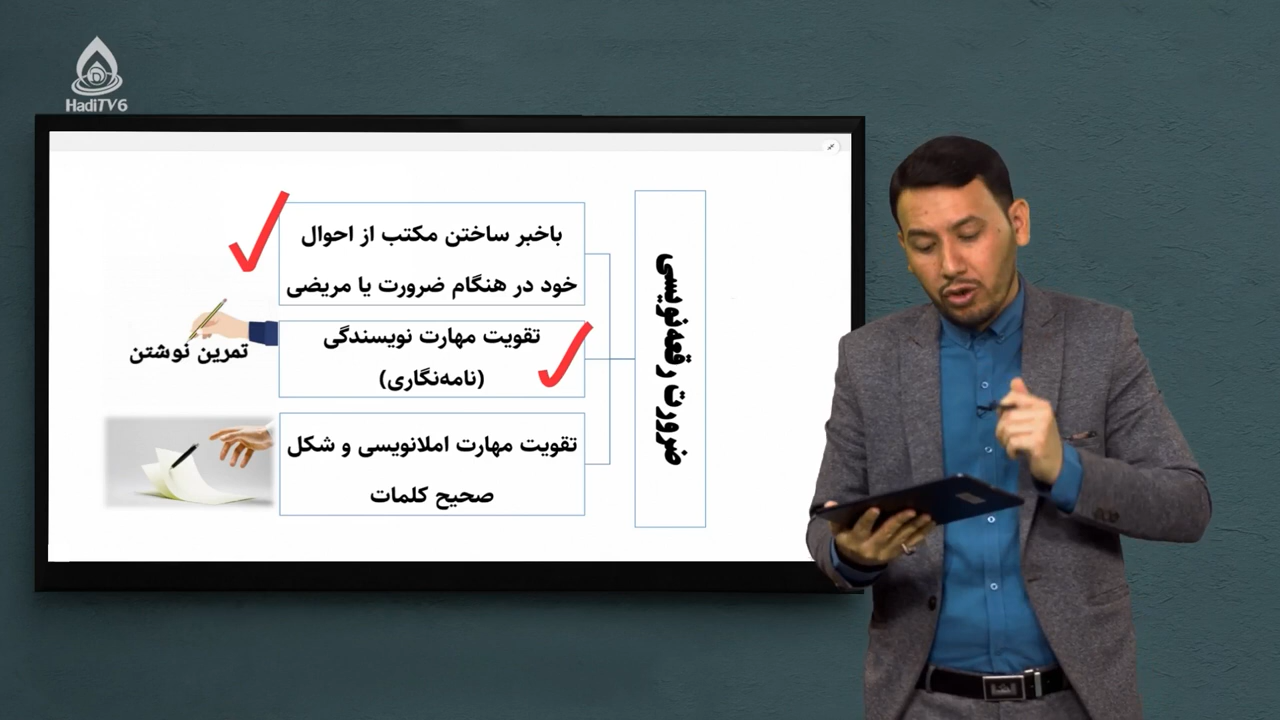 HadiTV6
ضرورت رقعه‌نویسی
باخبر ساختن مکتب از احوال
خود در هنگام ضرورت یا مریضی
تقویت مهارت نویسندگی
(نامه‌نگاری)
تمرین نوشتن
تقویت مهارت املانویسی و شکل
صحیح کلمات